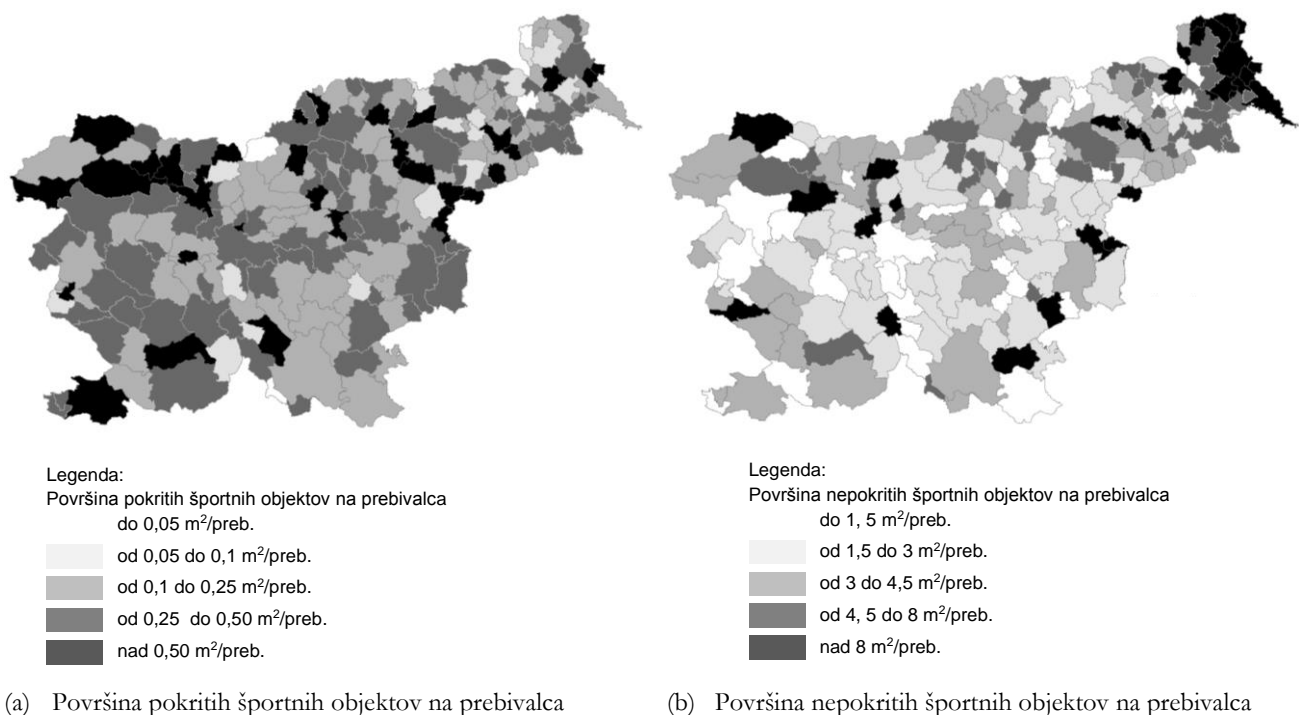 Legenda:
Površina pokritih športnih objektov na prebivalca
do 0,05 m²/preb.
od 0,05 do 0,1 m²/preb.
od 0,1 do 0,25 m²/preb.
od 0,25 do 0,50 m²/preb.
nad 0,50 m²/preb.
(a) Površina pokritih športnih objektov na prebivalca
Legenda:
Površina nepokritih športnih objektov na prebivalca
do 1, 5 m²/preb.
od 1,5 do 3 m²/preb.
od 3 do 4,5 m²/preb.
od 4, 5 do 8 m²/preb.
nad 8 m²/preb.
(b) Površina nepokritih športnih objektov na prebivalca